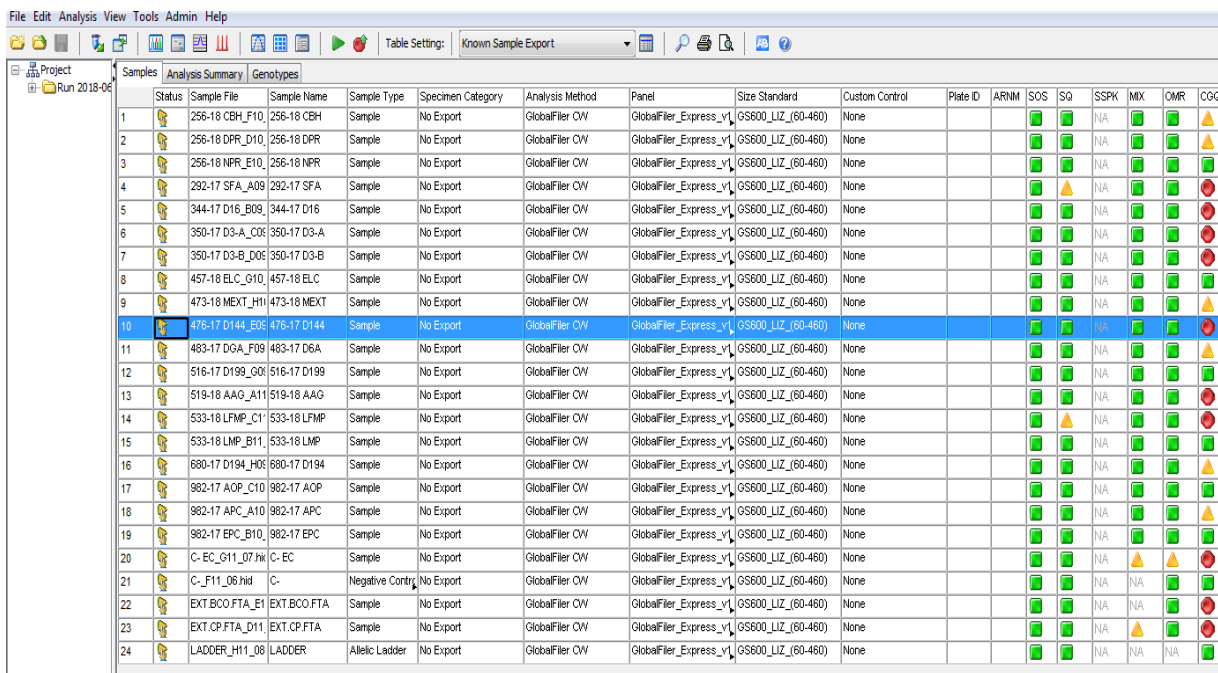 File Edit Analysis View Tools Admin Help
Table Setting: Known Sample Export AB
Project
Run 2018-06
Samples Analysis Summary Genotypes
Status Sample File Sample Name Sample Type Specimen Category Analysis Method Panel Size Standard Custom Control Plate ID ARNM SOS SQ SSPK MIX OMR CGQ
1 256-18 CBH_F10_ 256-18 CBH Sample No Export GlobalFiler CW GlobalFiler_Express_v1 GS600_LIZ_(60-460) None NA
2 256-18 DPR_D10_ 256-18 DPR Sample No Export GlobalFiler CW GlobalFiler_Express_v1 GS600_LIZ_(60-460) None NA
3 256-18 NPR_E10_ 256-18 NPR Sample No Export GlobalFiler CW GlobalFiler_Express_v1 GS600_LIZ_(60-460) None NA
4 292-17 SFA_A09_ 292-17 SFA Sample No Export GlobalFiler CW GlobalFiler_Express_v1 GS600_LIZ_(60-460) None NA
5 344-17 D16_B09_ 344-17 D16 Sample No Export GlobalFiler CW GlobalFiler_Express_v1 GS600_LIZ_(60-460) None NA
6 350-17 D3-A_C09 350-17 D3-A Sample No Export GlobalFiler CW GlobalFiler_Express_v1 GS600_LIZ_(60-460) None NA
7 350-17 D3-B_D09 350-17 D3-B Sample No Export GlobalFiler CW GlobalFiler_Express_v1 GS600_LIZ_(60-460) None NA
8 457-18 ELC_G10_ 457-18 ELC Sample No Export GlobalFiler CW GlobalFiler_Express_v1 GS600_LIZ_(60-460) None NA
9 473-18 MEXT_H1 473-18 MEXT Sample No Export GlobalFiler CW GlobalFiler_Express_v1 GS600_LIZ_(60-460) None NA
10 476-17 D144_E09 476-17 D144 Sample No Export GlobalFiler CW GlobalFiler_Express_v1 GS600_LIZ_(60-460) None NA
11 483-17 DGA_F09 483-17 D6A Sample No Export GlobalFiler CW GlobalFiler_Express_v1 GS600_LIZ_(60-460) None NA
12 516-17 D199_G09 516-17 D199 Sample No Export GlobalFiler CW GlobalFiler_Express_v1 GS600_LIZ_(60-460) None NA
13 519-18 AAG_A11 519-18 AAG Sample No Export GlobalFiler CW GlobalFiler_Express_v1 GS600_LIZ_(60-460) None NA
14 533-18 LFMP_C1 533-18 LFMP Sample No Export GlobalFiler CW GlobalFiler_Express_v1 GS600_LIZ_(60-460) None NA
15 533-18 LMP_B11_ 533-18 LMP Sample No Export GlobalFiler CW GlobalFiler_Express_v1 GS600_LIZ_(60-460) None NA
16 680-17 D194_H09 680-17 D194 Sample No Export GlobalFiler CW GlobalFiler_Express_v1 GS600_LIZ_(60-460) None NA
17 982-17 AOP_C10 982-17 AOP Sample No Export GlobalFiler CW GlobalFiler_Express_v1 GS600_LIZ_(60-460) None NA
18 982-17 APC_A10 982-17 APC Sample No Export GlobalFiler CW GlobalFiler_Express_v1 GS600_LIZ_(60-460) None NA
19 982-17 EPC_B10_ 982-17 EPC Sample No Export GlobalFiler CW GlobalFiler_Express_v1 GS600_LIZ_(60-460) None NA
20 C- EC_G11_07.hid C- EC Sample No Export GlobalFiler CW GlobalFiler_Express_v1 GS600_LIZ_(60-460) None NA
21 C-_F11_06.hid C- Negative Contr No Export GlobalFiler CW GlobalFiler_Express_v1 GS600_LIZ_(60-460) None NA NA
22 EXT.BCO.FTA_E1 EXT.BCO.FTA Sample No Export GlobalFiler CW GlobalFiler_Express_v1 GS600_LIZ_(60-460) None NA NA
23 EXT.CP.FTA_D11_ EXT.CP.FTA Sample No Export GlobalFiler CW GlobalFiler_Express_v1 GS600_LIZ_(60-460) None NA
24 LADDER_H11_08 LADDER Allelic Ladder No Export GlobalFiler CW GlobalFiler_Express_v1 GS600_LIZ_(60-460) None NA NA NA